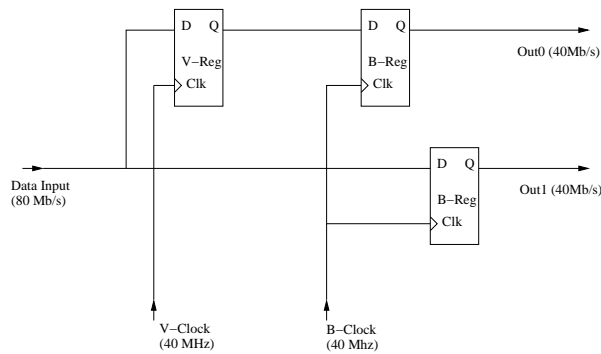 D Q
V−Reg
Clk
D Q
B−Reg
Clk
Out0 (40Mb/s)
D Q
B−Reg
Clk
Out1 (40Mb/s)
Data Input
(80 Mb/s)
V−Clock
(40 MHz)
B−Clock
(40 Mhz)